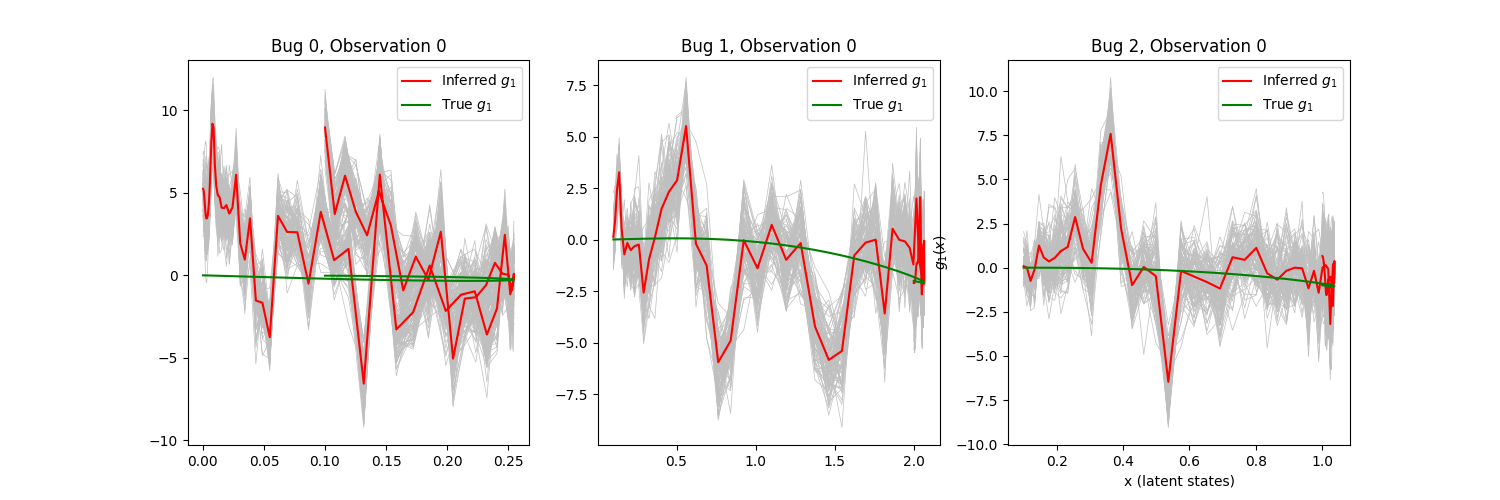 Bug 0, Observation 0
Inferred g₁
True g₁
10
5
0
−5
−10
0.00 0.05 0.10 0.15 0.20 0.25
Bug 1, Observation 0
Inferred g₁
True g₁
7.5
5.0
2.5
0.0
−2.5
−5.0
−7.5
0.5 1.0 1.5 2.0
Bug 2, Observation 0
Inferred g₁
True g₁
g₁(x)
10.0
7.5
5.0
2.5
0.0
−2.5
−5.0
−7.5
−10.0
0.2 0.4 0.6 0.8 1.0
x (latent states)